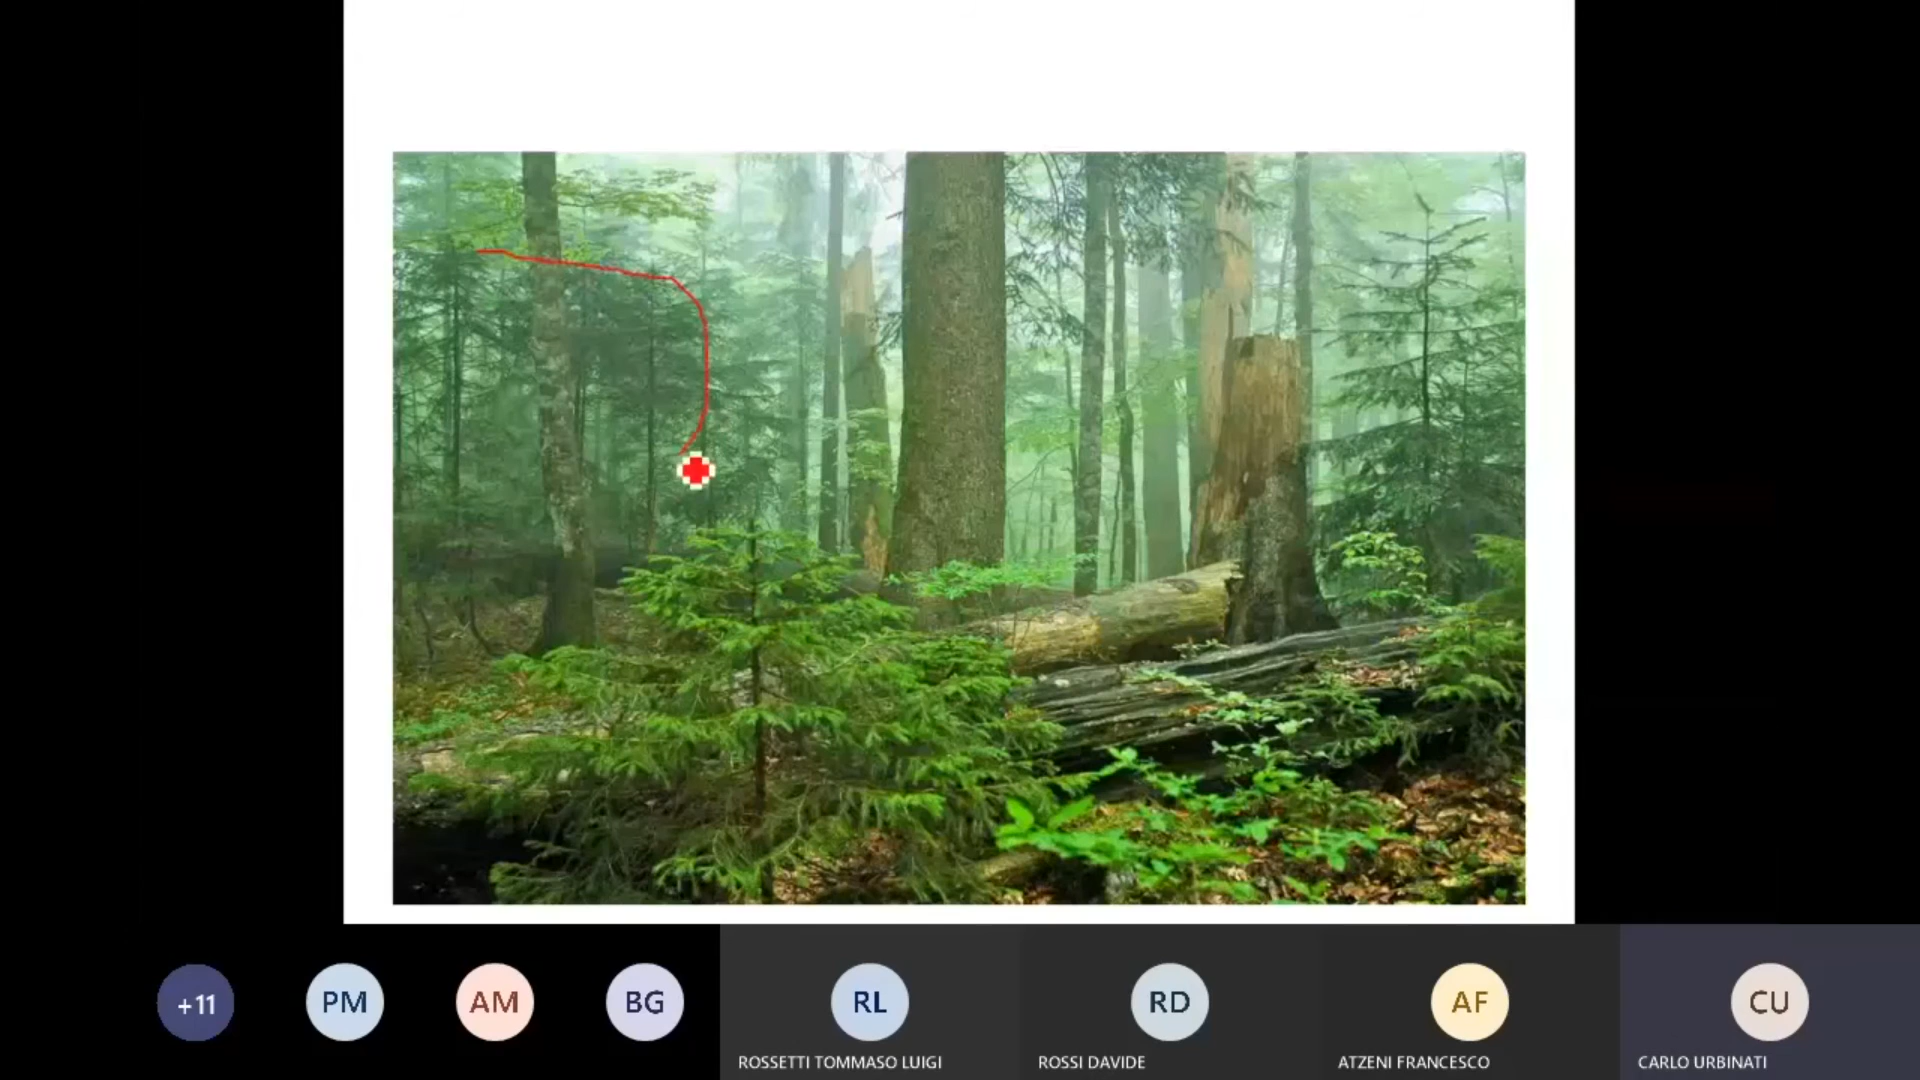 +11
PM
AM
BG
RL
RD
AF
CU
ROSSETTI TOMMASO LUIGI
ROSSI DAVIDE
ATZENI FRANCESCO
CARLO URBINATI